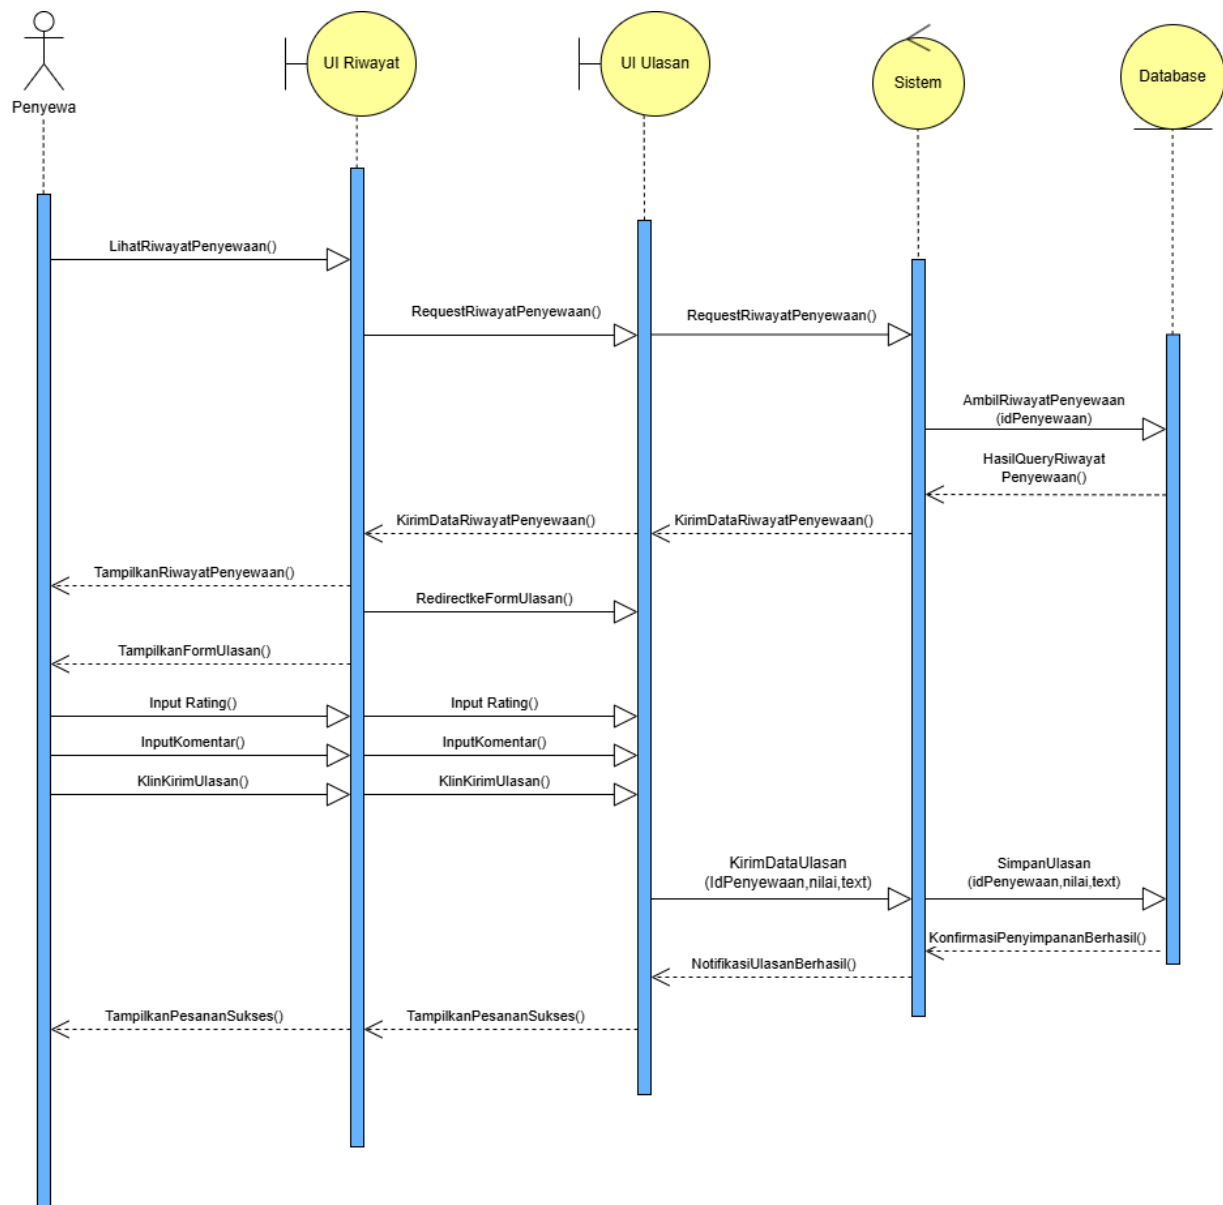 UI Riwayat
UI Ulasan
Sistem
Database
Penyewa
LihatRiwayatPenyewaan()
RequestRiwayatPenyewaan()
RequestRiwayatPenyewaan()
AmbilRiwayatPenyewaan
(idPenyewaan)
HasilQueryRiwayat
Penyewaan()
KirimDataRiwayatPenyewaan()
KirimDataRiwayatPenyewaan()
TampilkanRiwayatPenyewaan()
RedirectkeFormUlasan()
TampilkanFormUlasan()
Input Rating()
Input Rating()
InputKomentar()
InputKomentar()
KlinKirimUlasan()
KlinKirimUlasan()
KirimDataUlasan
(IdPenyewaan,nilai,text)
SimpanUlasan
(idPenyewaan,nilai,text)
KonfirmasiPenyimpananBerhasil()
NotifikasiUlasanBerhasil()
TampilkanPesananSukses()
TampilkanPesananSukses()